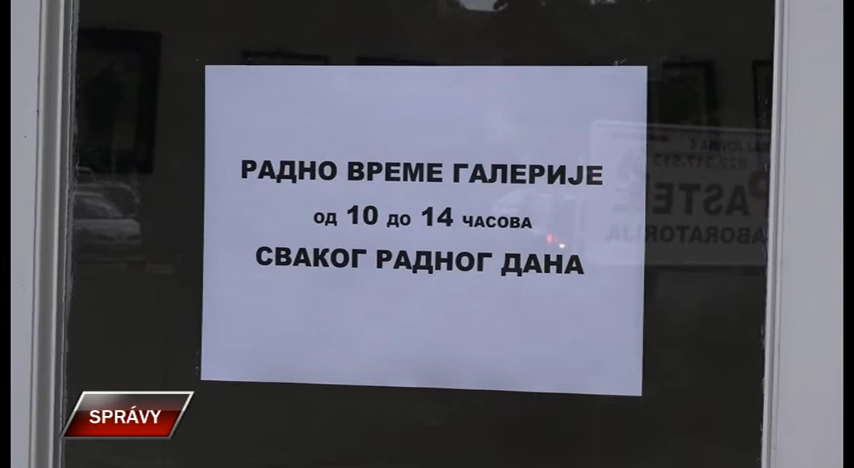 РАДНО ВРЕМЕ ГАЛЕРИЈЕ
од 10 до 14 часова
СВАКОГ РАДНОГ ДАНА
SPRÁVY